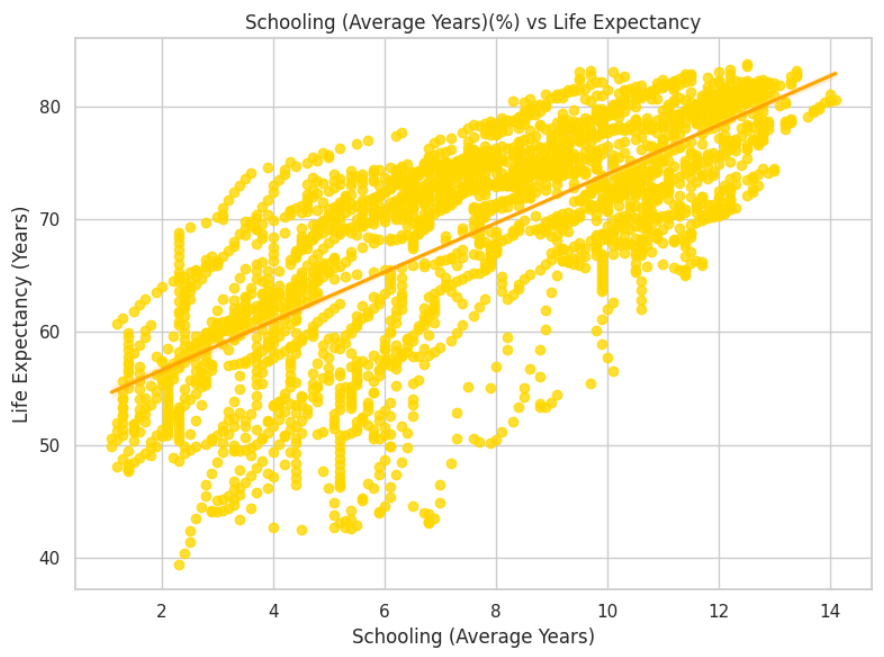 Schooling (Average Years)(%) vs Life Expectancy
80
70
60
50
40
Life Expectancy (Years)
2 4 6 8 10 12 14
Schooling (Average Years)